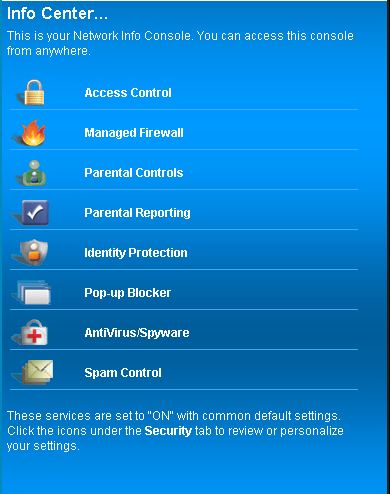 Info Center...
This is your Network Info Console. You can access this console
from anywhere.
Access Control
Managed Firewall
Parental Controls
Parental Reporting
Identity Protection
Pop-up Blocker
AntiVirus/Spyware
Spam Control
These services are set to "ON" with common default settings.
Click the icons under the Security tab to review or personalize
your settings.